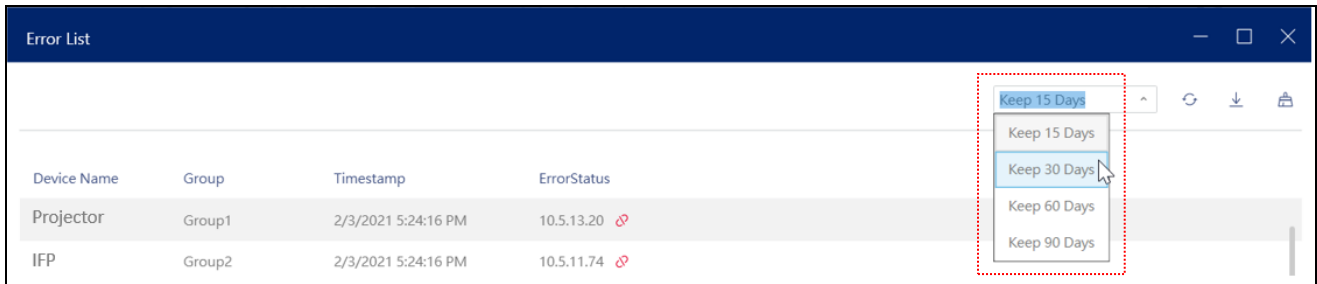 Error List
Keep 15 Days
Keep 15 Days
Keep 30 Days
Keep 60 Days
Keep 90 Days
Device Name Group Timestamp ErrorStatus
Projector Group1 2/3/2021 5:24:16 PM 10.5.13.20
IFP Group2 2/3/2021 5:24:16 PM 10.5.11.74